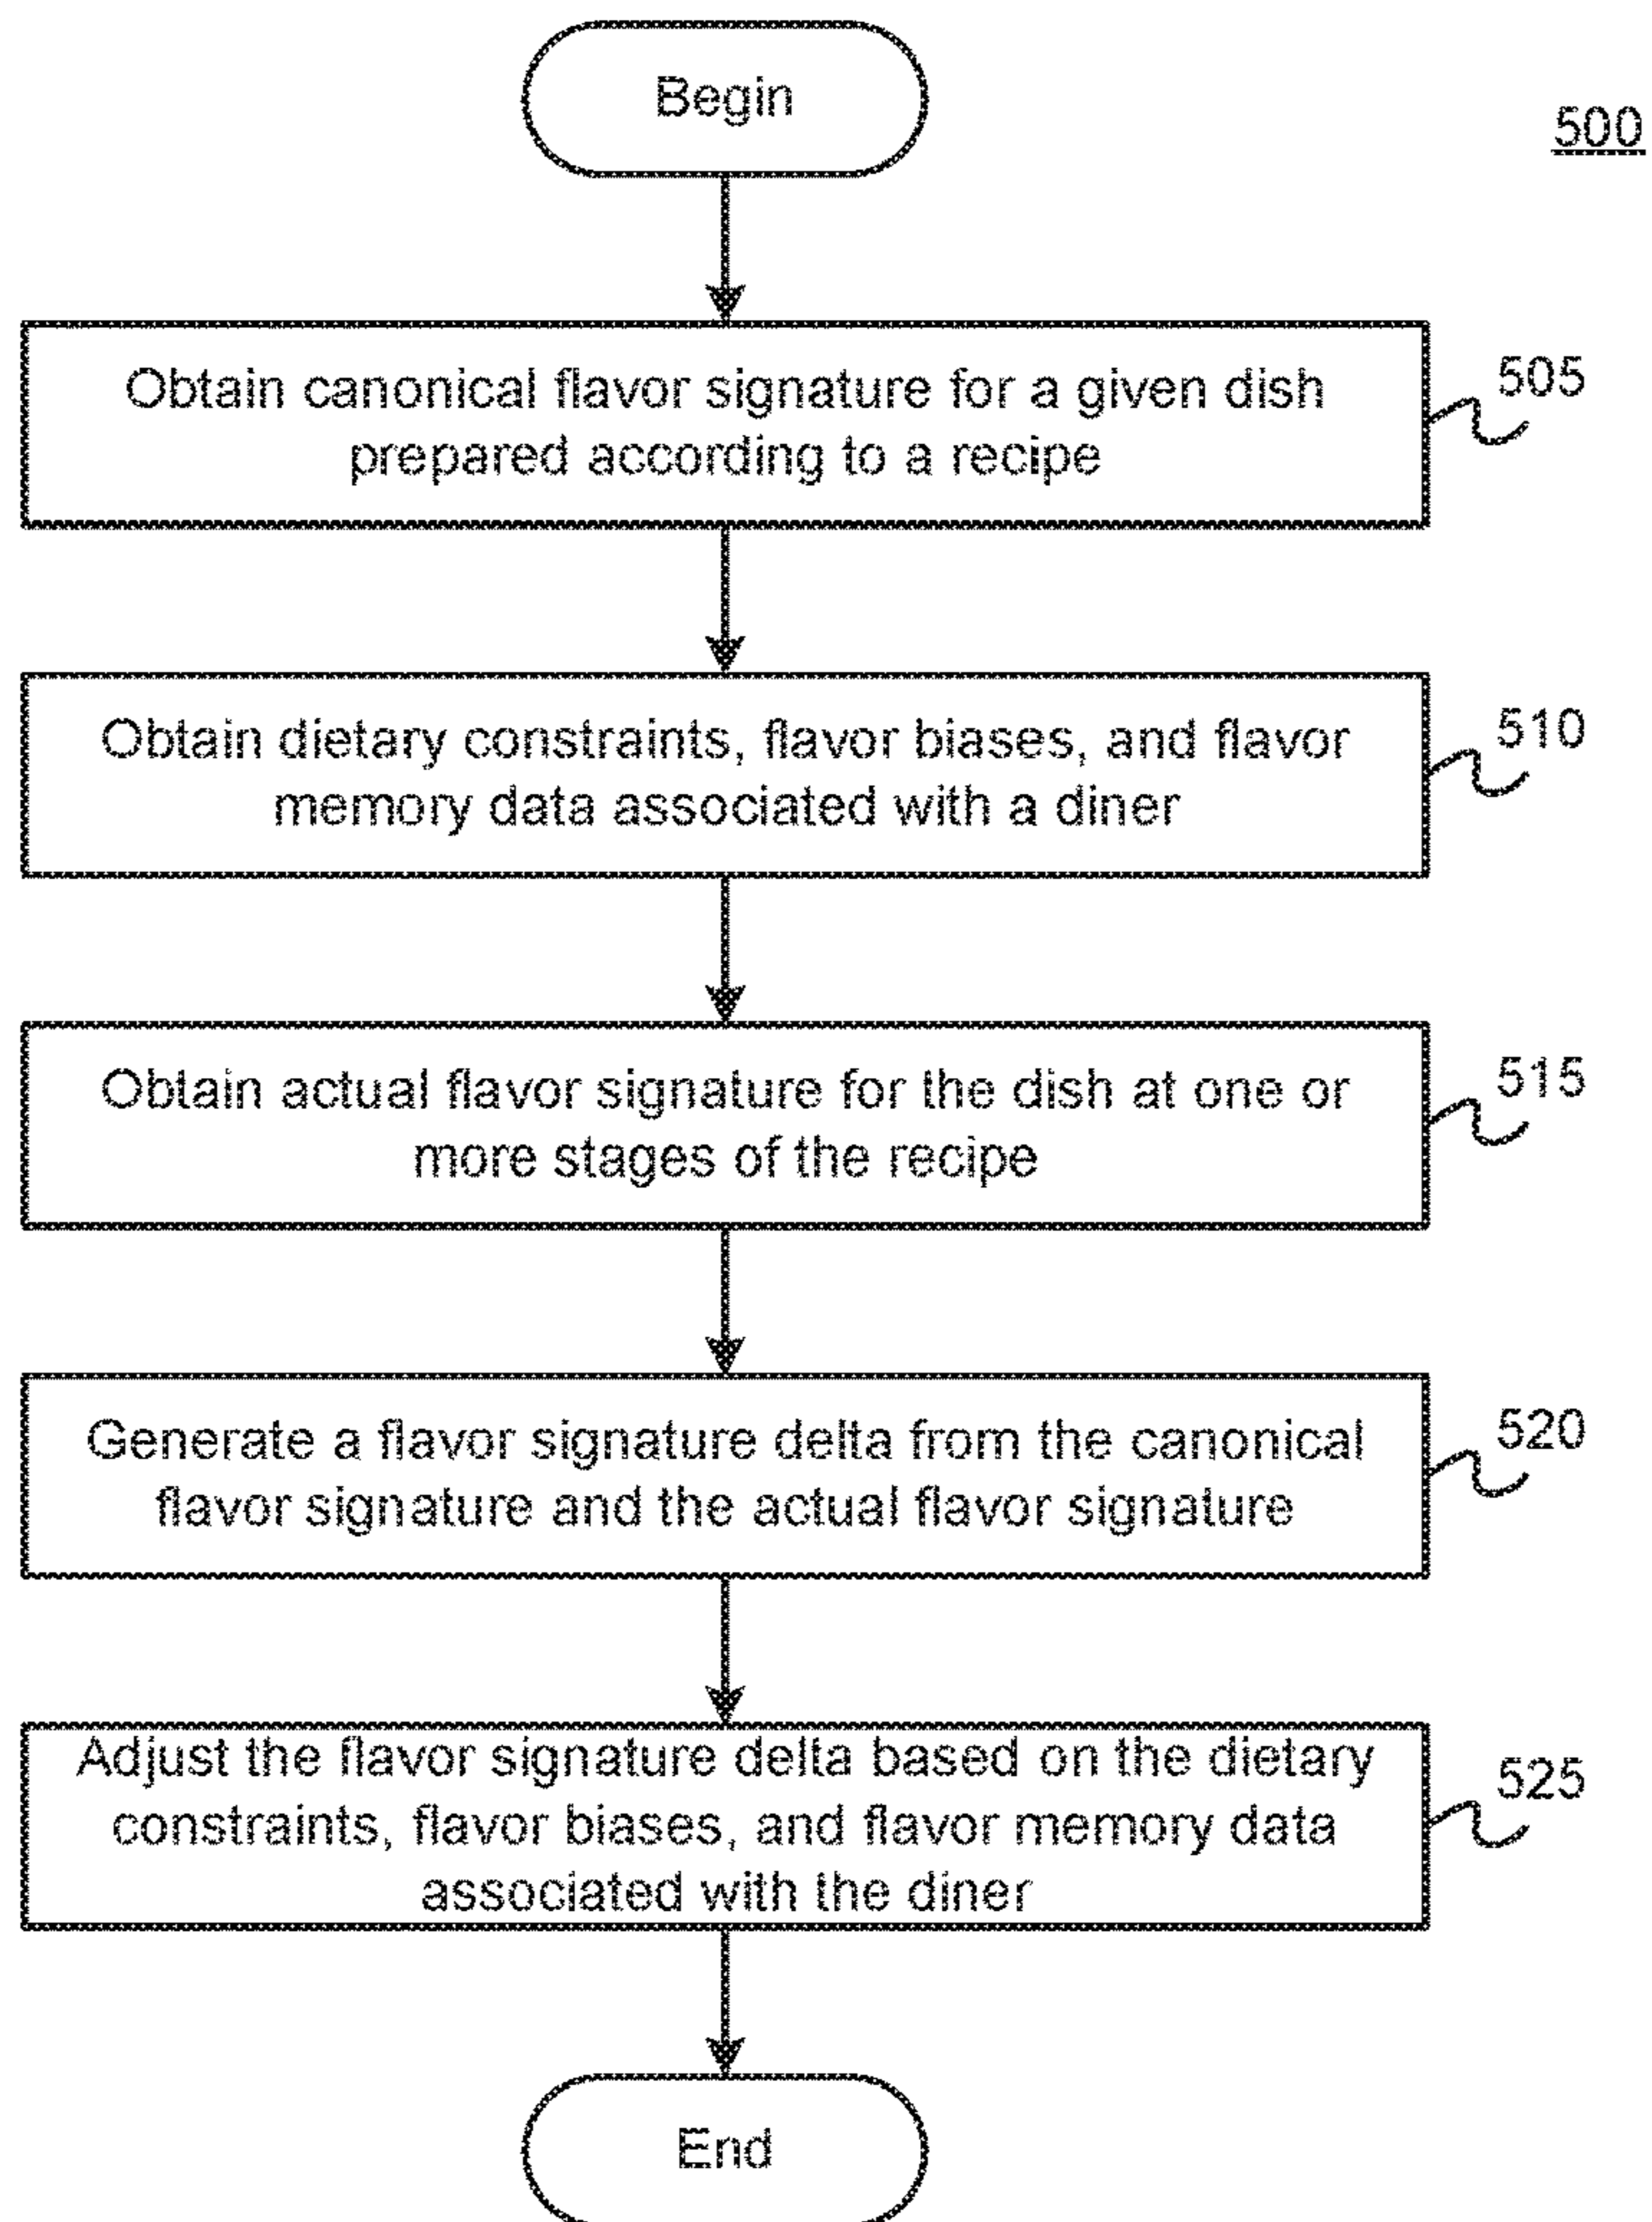 Begin
500
Obtain canonical flavor signature for a given dish
prepared according to a recipe
505
Obtain dietary constraints, flavor biases, and flavor
memory data associated with a diner
510
Obtain actual flavor signature for the dish at one or
more stages of the recipe
515
Generate a flavor signature delta from the canonical
flavor signature and the actual flavor signature
520
Adjust the flavor signature delta based on the dietary
constraints, flavor biases, and flavor memory data
associated with the diner
525
End